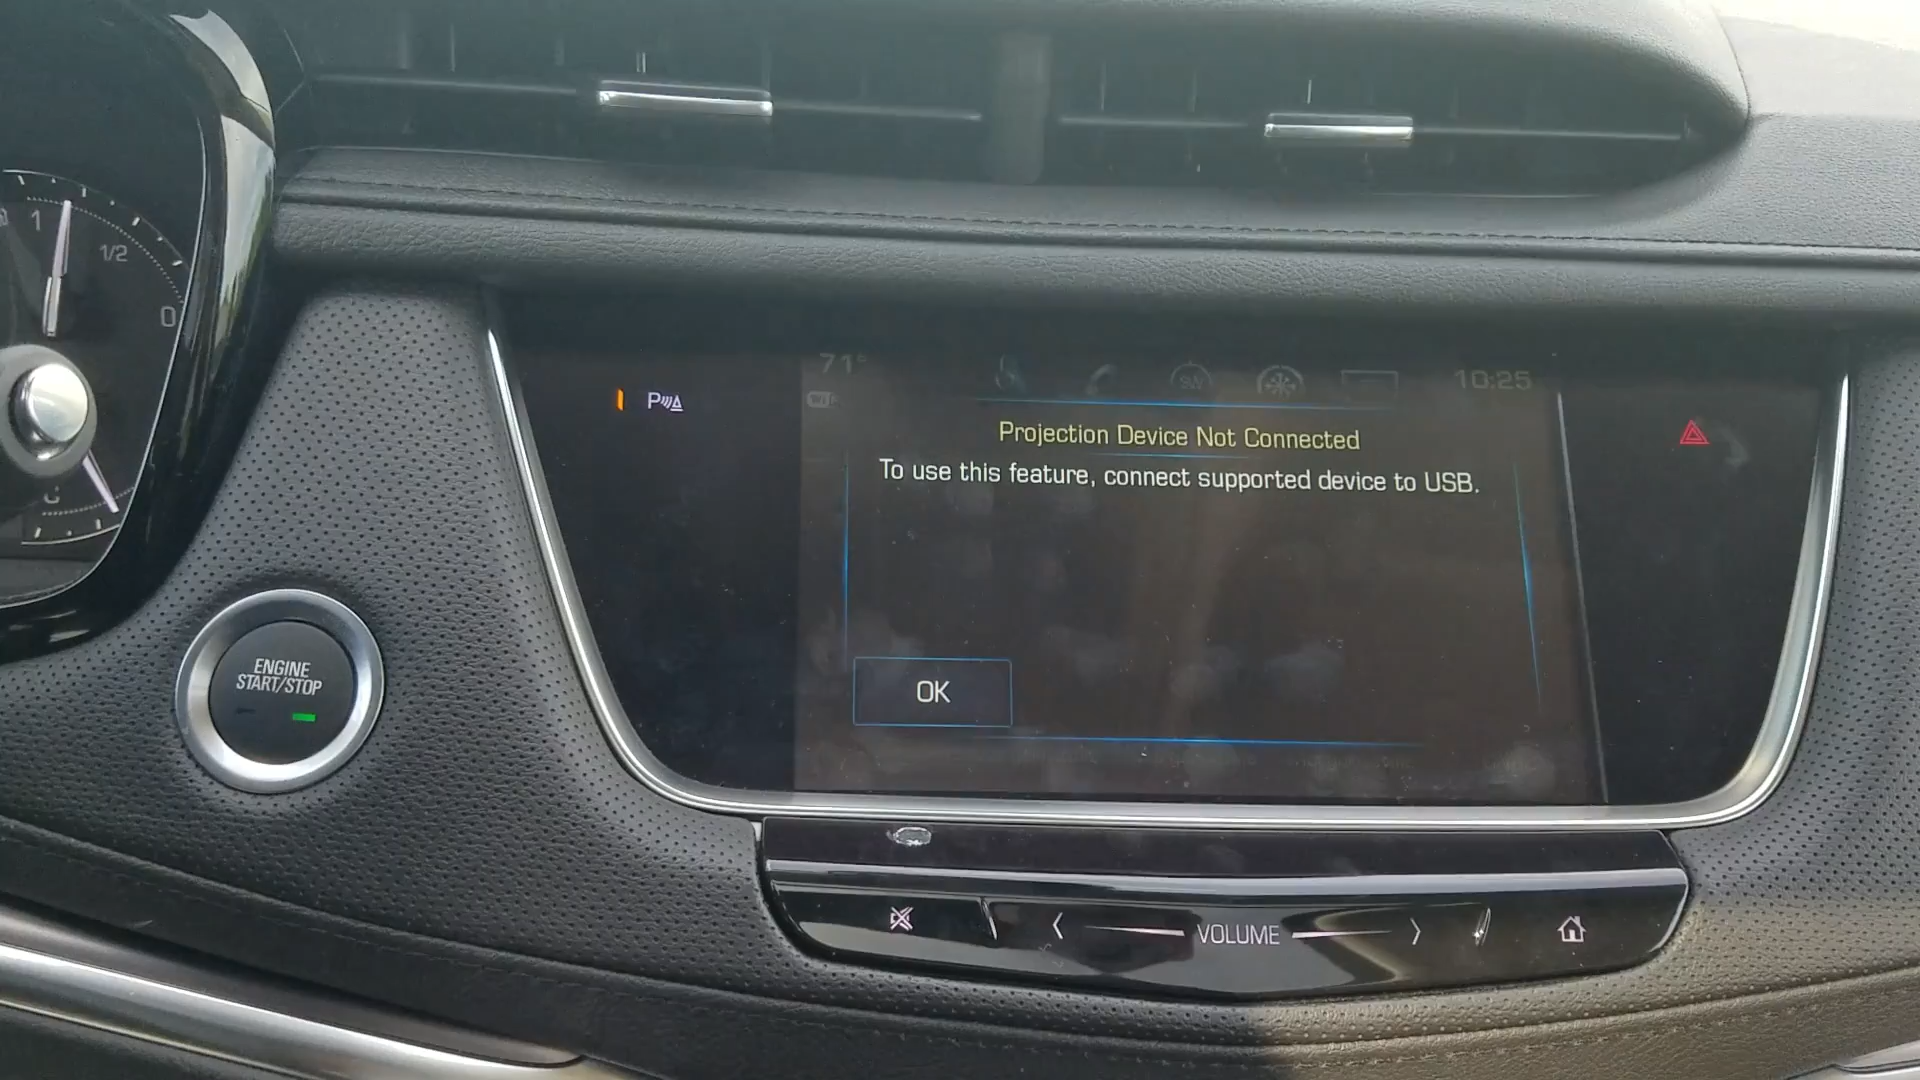 1
1/2
0
C
71°
10:25
P
WiFi
Projection Device Not Connected
To use this feature, connect supported device to USB.
ENGINE
START/STOP
OK
VOLUME